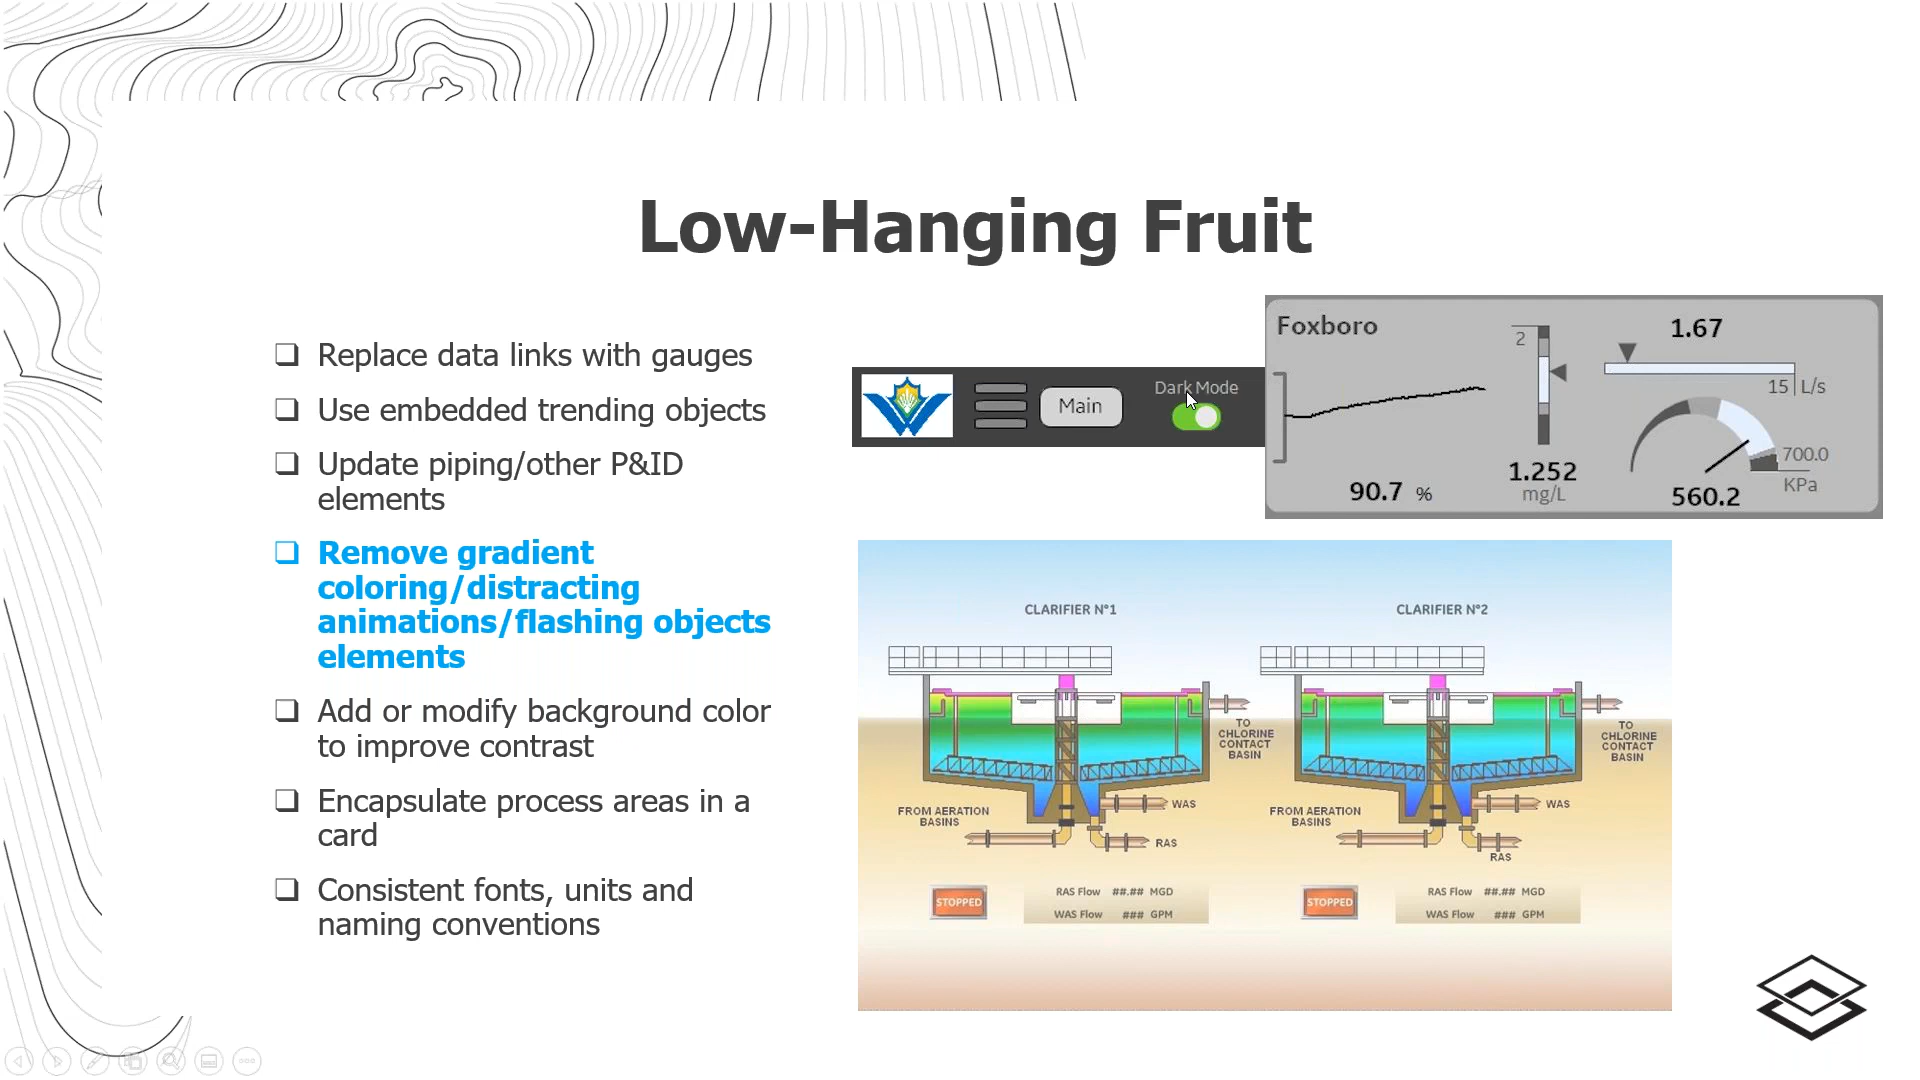 Low-Hanging Fruit
Replace data links with gauges
Use embedded trending objects
Update piping/other P&ID
elements
Remove gradient
coloring/distracting
animations/flashing objects
elements
Add or modify background color
to improve contrast
Encapsulate process areas in a
card
Consistent fonts, units and
naming conventions
Main
Dark Mode
Foxboro
90.7 %
2
1.252
mg/L
1.67
15 L/s
700.0
KPa
560.2
CLARIFIER N°1
TO
CHLORINE
CONTACT
BASIN
FROM AERATION
BASINS
WAS
RAS
STOPPED
RAS Flow ##.## MGD
WAS Flow ### GPM
CLARIFIER N°2
TO
CHLORINE
CONTACT
BASIN
FROM AERATION
BASINS
WAS
RAS
STOPPED
RAS Flow ##.## MGD
WAS Flow ### GPM